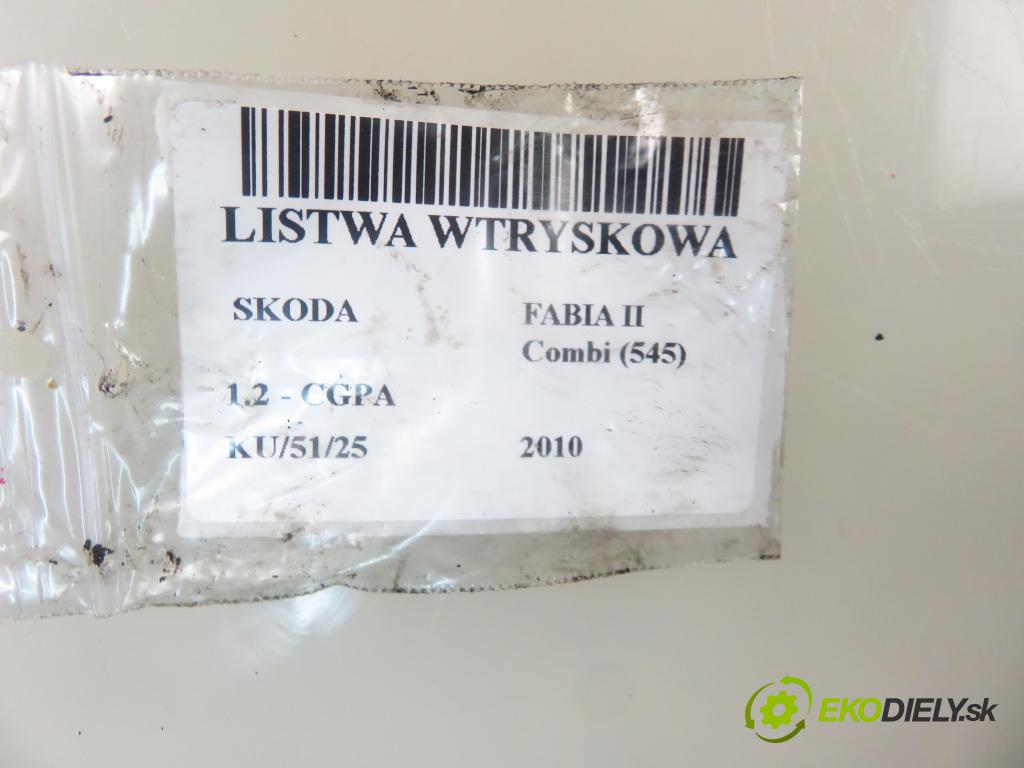 LISTWA WTRYSKOWA
SKODA FABIA II
Combi (545)
1.2 - CGPA
KU/51/25 2010
EKODIELY.sk